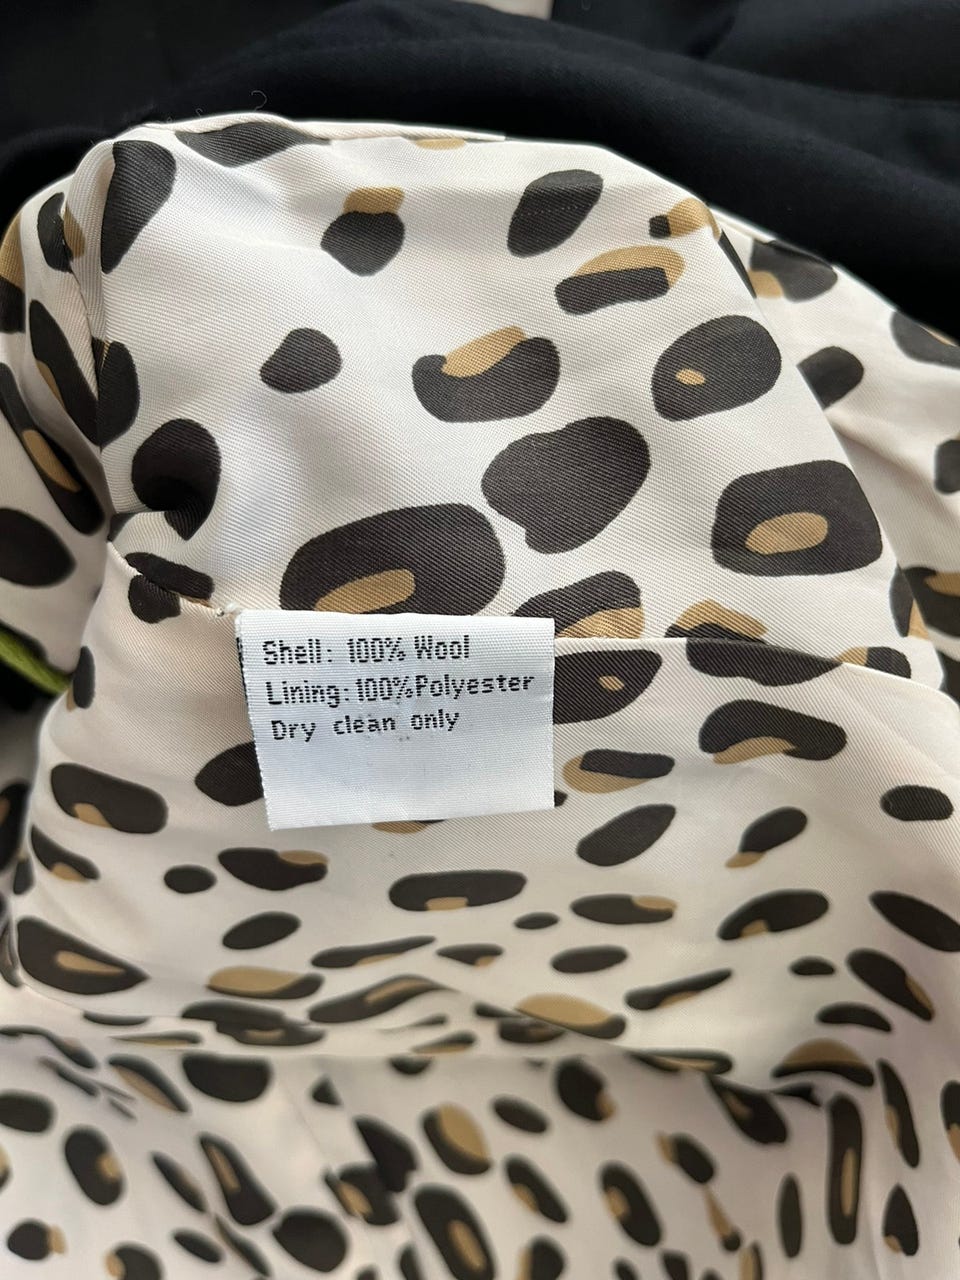 Shell: 100% Wool
Lining: 100% Polyester
Dry clean only